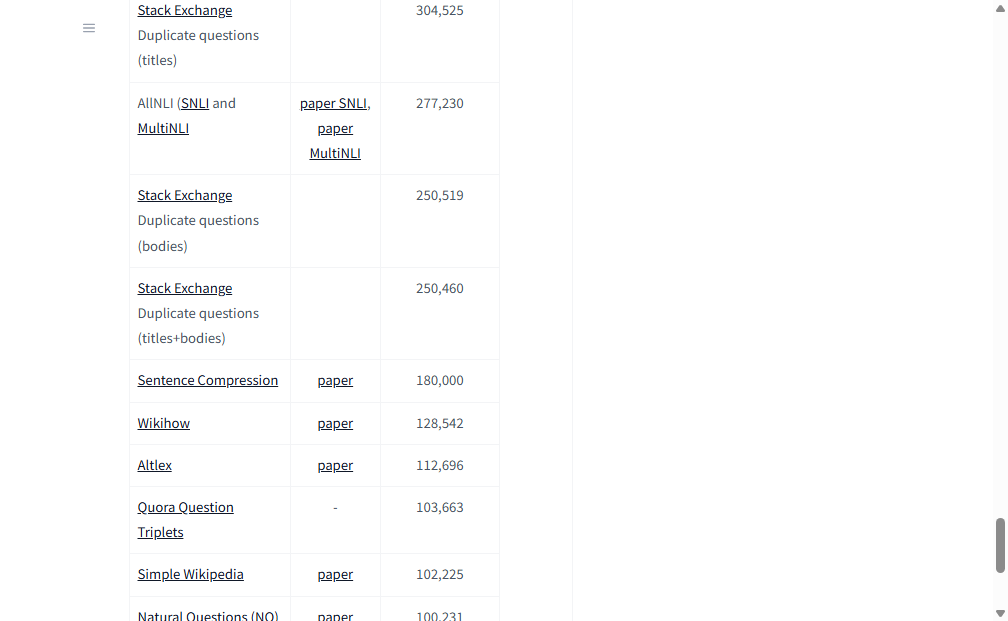 Stack Exchange 304,525
Duplicate questions
(titles)
AllNLI (SNLI and paper SNLI, 277,230
MultiNLI paper
MultiNLI
Stack Exchange 250,519
Duplicate questions
(bodies)
Stack Exchange 250,460
Duplicate questions
(titles+bodies)
Sentence Compression paper 180,000
Wikihow paper 128,542
Altlex paper 112,696
Quora Question - 103,663
Triplets
Simple Wikipedia paper 102,225
Natural Questions (NQ) paper 100,231